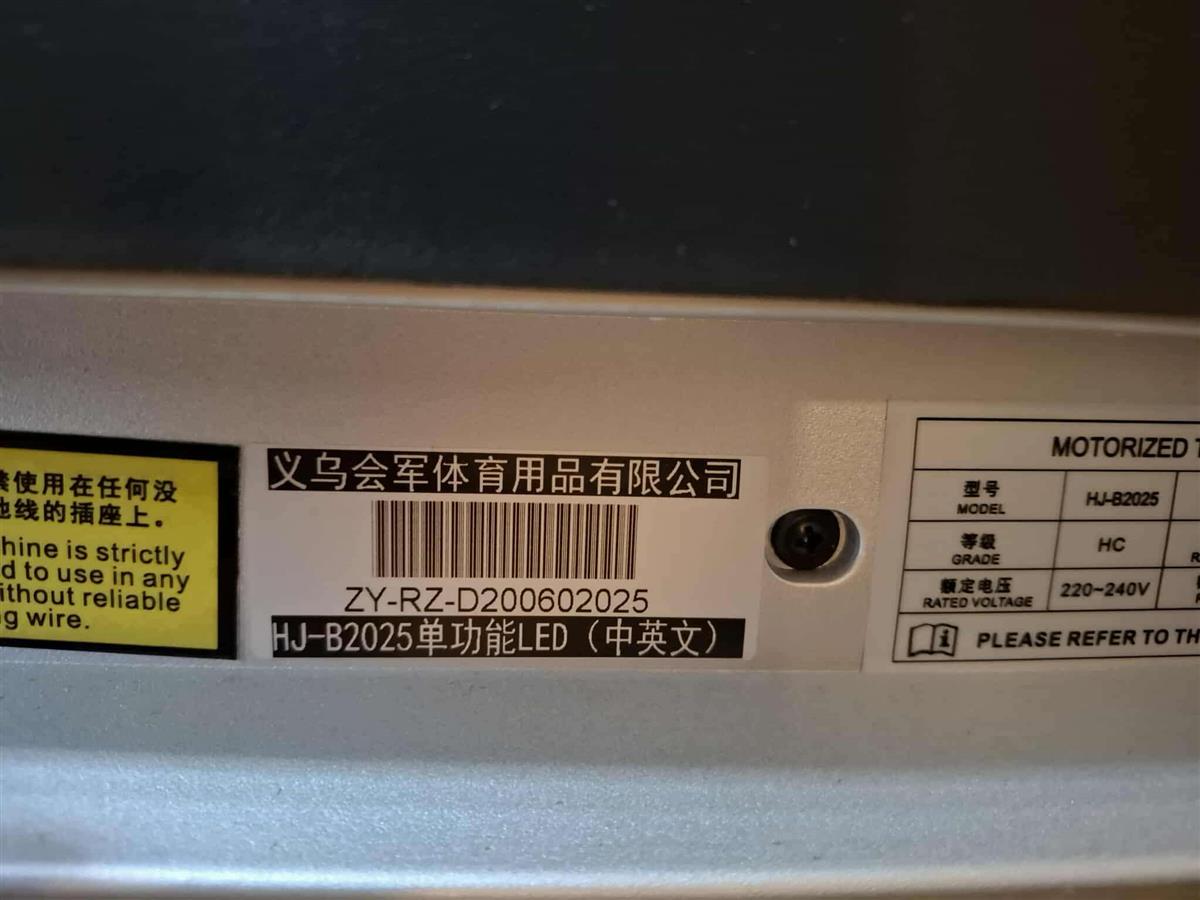 使用在任何没
地线的插座上。
hine is strictly
d to use in any
ithout reliable
g wire.
义乌会军体育用品有限公司
ZY-RZ-D200602025
HJ-B2025单功能LED（中英文）
MOTORIZED
型号 HJ-B2025
MODEL
等级 HC
GRADE
额定电压 220~240V
RATED VOLTAGE
PLEASE REFER TO TH